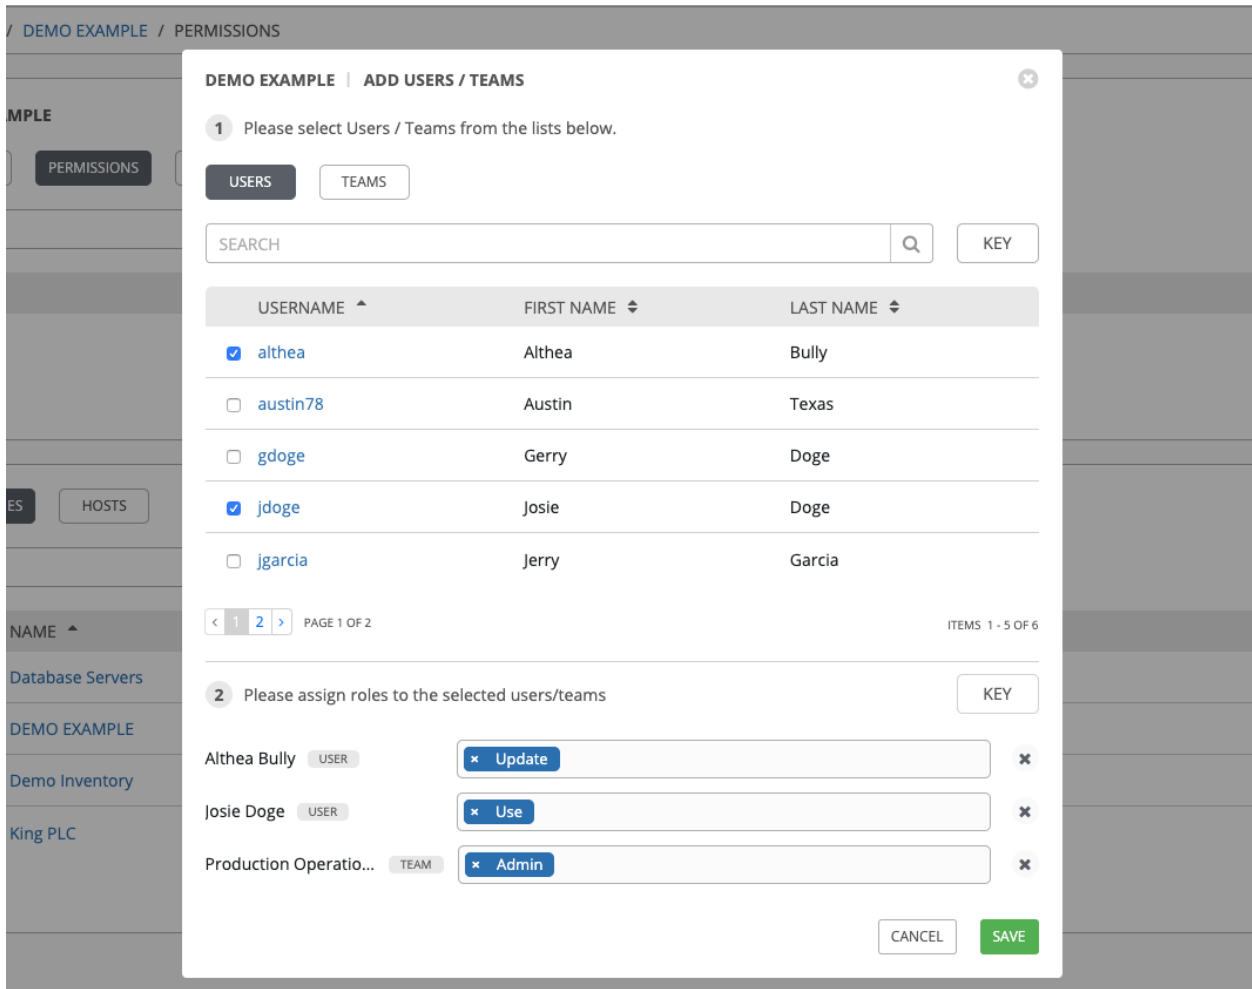 / DEMO EXAMPLE / PERMISSIONS
DEMO EXAMPLE | ADD USERS / TEAMS
1 Please select Users / Teams from the lists below.
MPLE
PERMISSIONS
USERS TEAMS
SEARCH KEY
USERNAME FIRST NAME LAST NAME
althea Althea Bully
austin78 Austin Texas
gdoge Gerry Doge
ES HOSTS
jdoge Josie Doge
jgarcia Jerry Garcia
< 1 2 > PAGE 1 OF 2 ITEMS 1 - 5 OF 6
NAME
Database Servers
DEMO EXAMPLE
Demo Inventory
King PLC
2 Please assign roles to the selected users/teams KEY
Althea Bully USER × Update ×
Josie Doge USER × Use ×
Production Operatio... TEAM × Admin ×
CANCEL SAVE